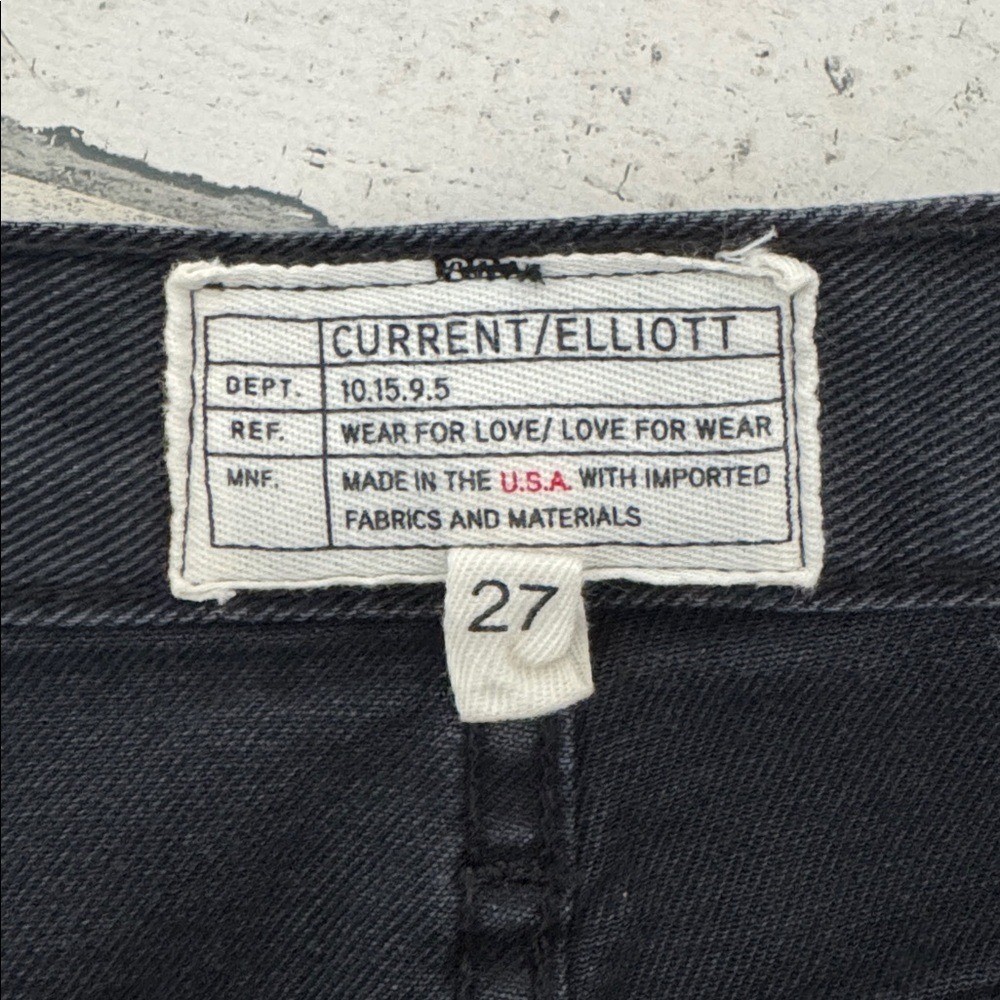 CURRENT/ELLIOTT
DEPT. 10.15.9.5
REF. WEAR FOR LOVE/ LOVE FOR WEAR
MNF. MADE IN THE U.S.A. WITH IMPORTED
FABRICS AND MATERIALS
27